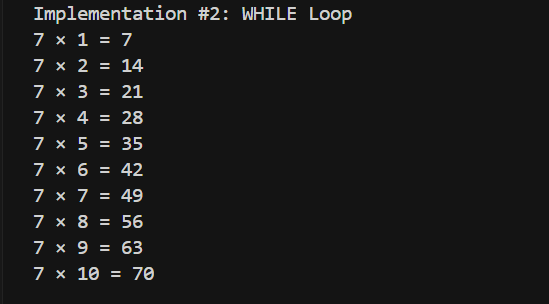 Implementation #2: WHILE Loop
7 × 1 = 7
7 × 2 = 14
7 × 3 = 21
7 × 4 = 28
7 × 5 = 35
7 × 6 = 42
7 × 7 = 49
7 × 8 = 56
7 × 9 = 63
7 × 10 = 70